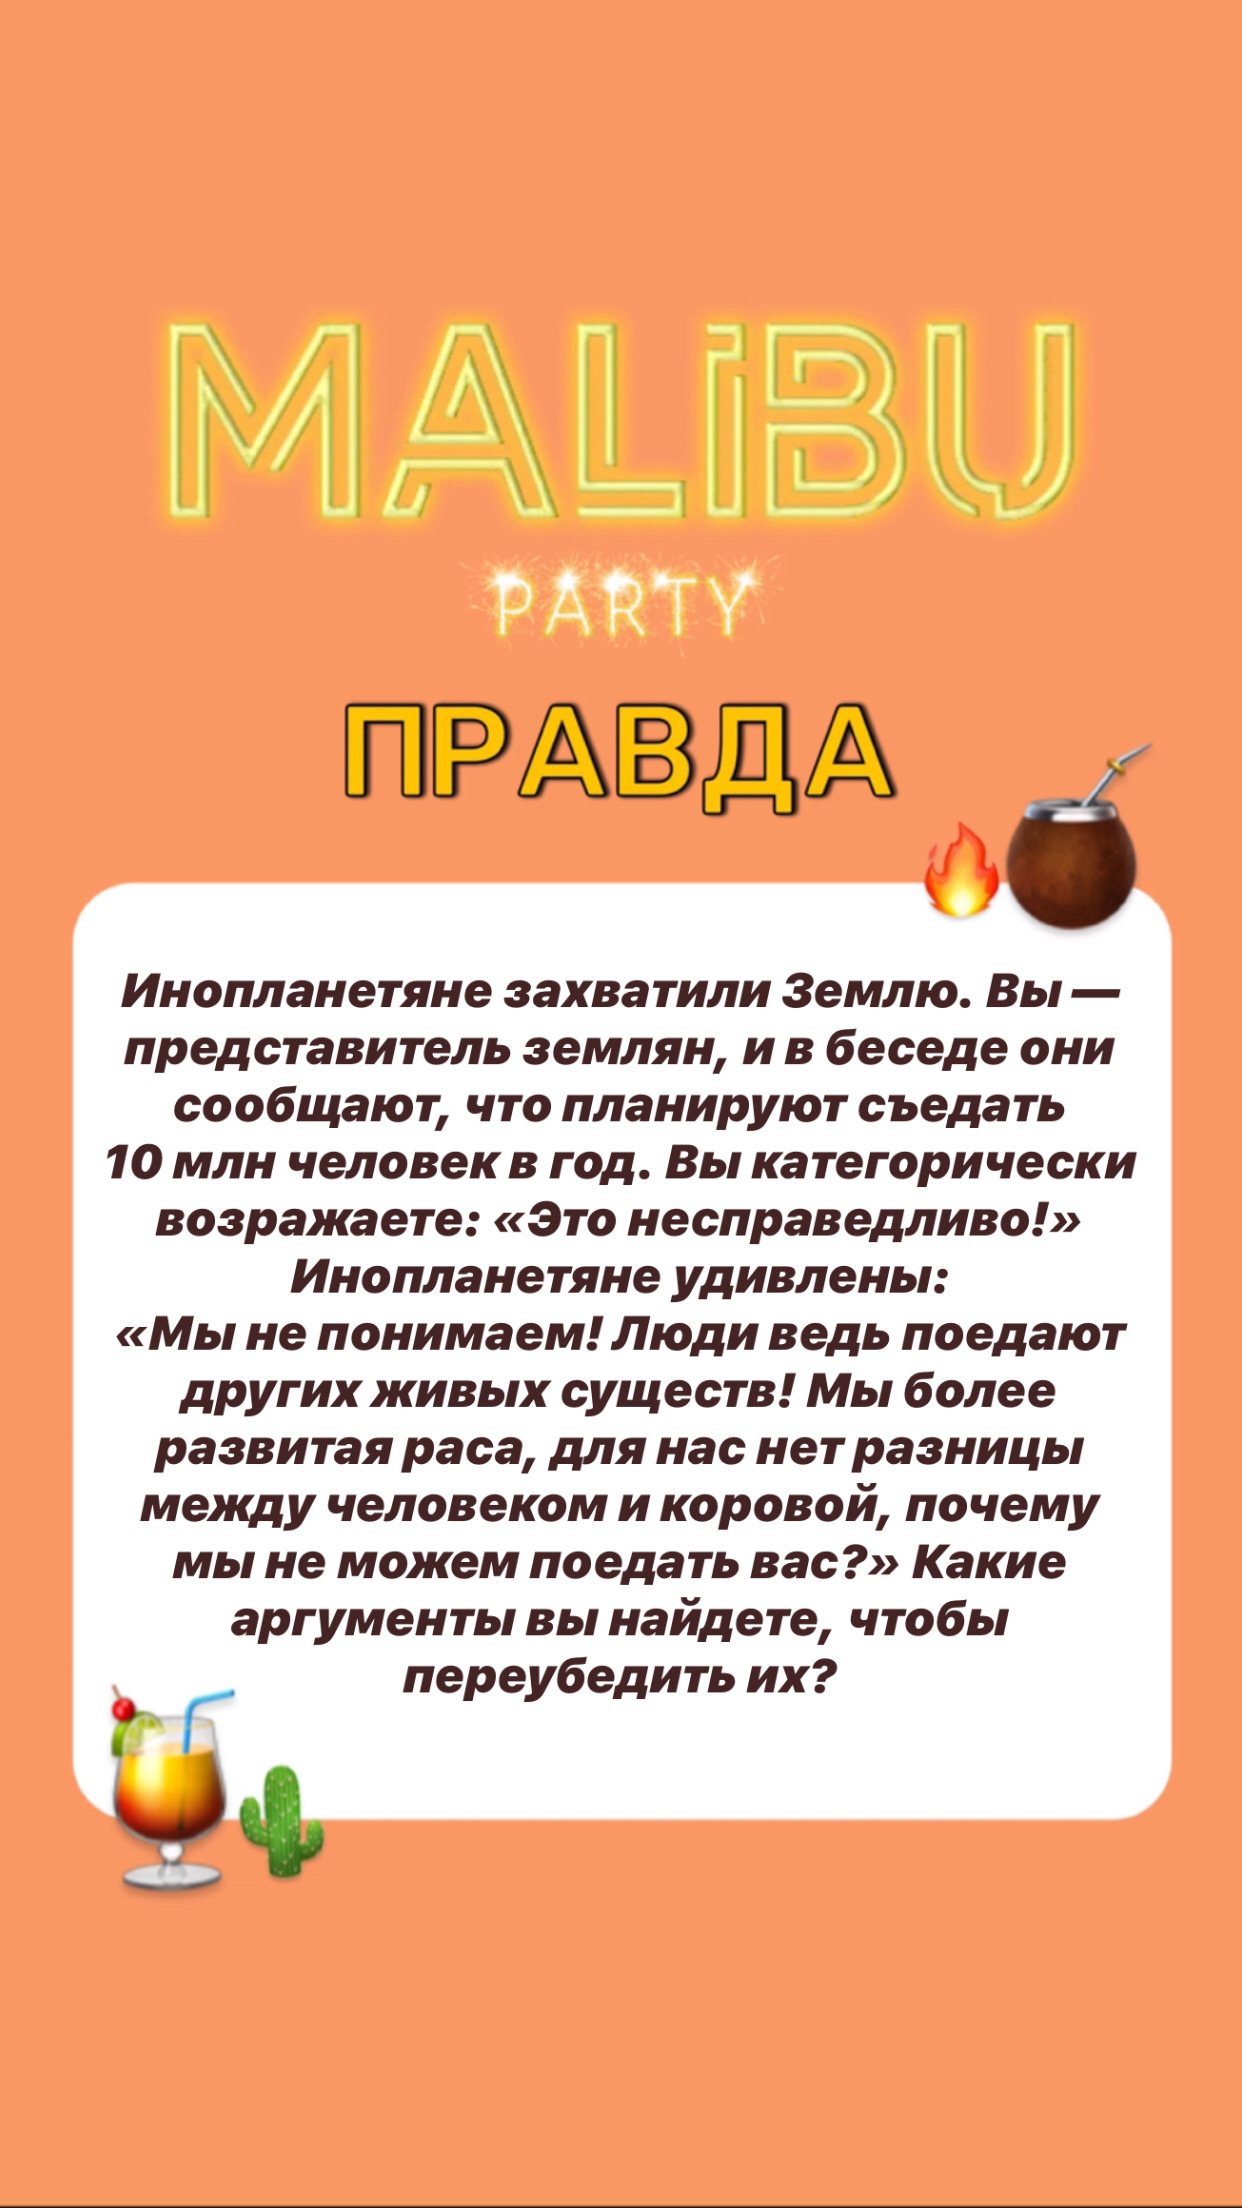 MALiBU
PARTY
ПРАВДА
Инопланетяне захватили Землю. Вы —
представитель землян, и в беседе они
сообщают, что планируют съедать
10 млн человек в год. Вы категорически
возражаете: «Это несправедливо!»
Инопланетяне удивлены:
«Мы не понимаем! Люди ведь поедают
других живых существ! Мы более
развитая раса, для нас нет разницы
между человеком и коровой, почему
мы не можем поедать вас?» Какие
аргументы вы найдете, чтобы
переубедить их?